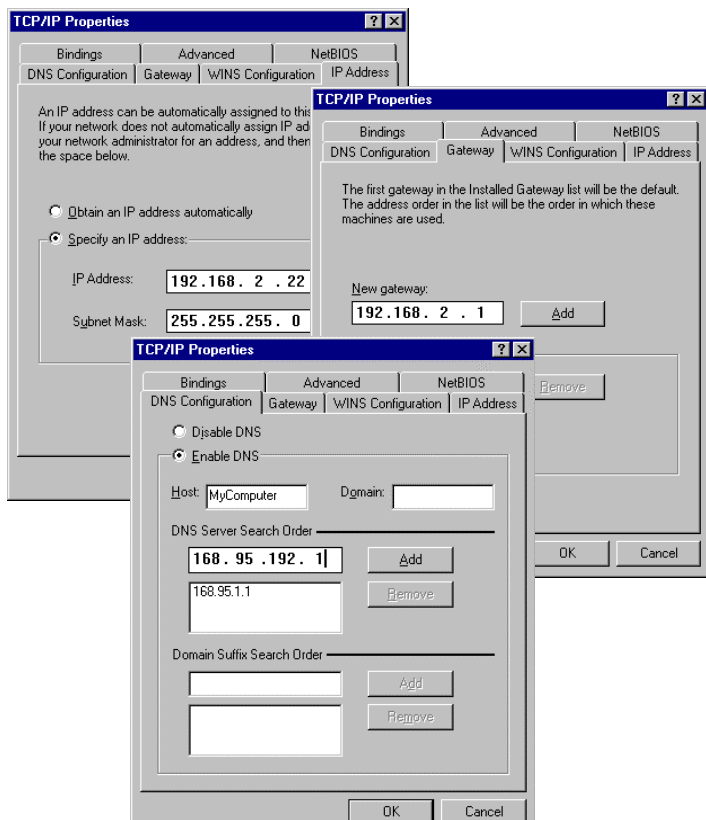 TCP/IP Properties
Bindings Advanced NetBIOS
DNS Configuration Gateway WINS Configuration IP Address
An IP address can be automatically assigned to this
If your network does not automatically assign IP ad
your network administrator for an address, and then
the space below.
Obtain an IP address automatically
Specify an IP address:
IP Address: 192.168. 2 .22
Subnet Mask: 255.255.255. 0
TCP/IP Properties
Bindings Advanced NetBIOS
DNS Configuration Gateway WINS Configuration IP Address
The first gateway in the Installed Gateway list will be the default.
The address order in the list will be the order in which these
machines are used.
New gateway:
192.168. 2 . 1 Add
Remove
OK Cancel
TCP/IP Properties
Bindings Advanced NetBIOS
DNS Configuration Gateway WINS Configuration IP Address
Disable DNS
Enable DNS
Host: MyComputer Domain:
DNS Server Search Order
168. 95 .192. 1 Add
168.95.1.1 Remove
Domain Suffix Search Order
Add
Remove
OK Cancel